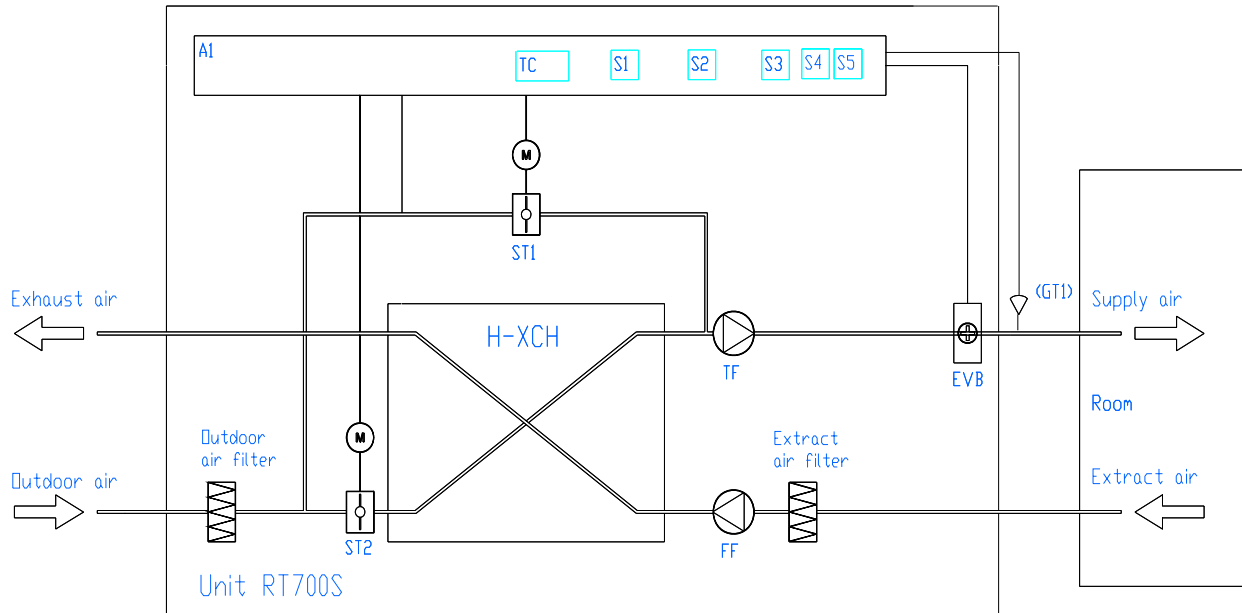 A1
TC
S1
S2
S3
S4
S5
M
ST1
Exhaust air
H-XCH
TF
EVB
(GT1)
Supply air
Room
M
Outdoor
air filter
Extract
air filter
Outdoor air
Extract air
ST2
FF
Unit RT700S